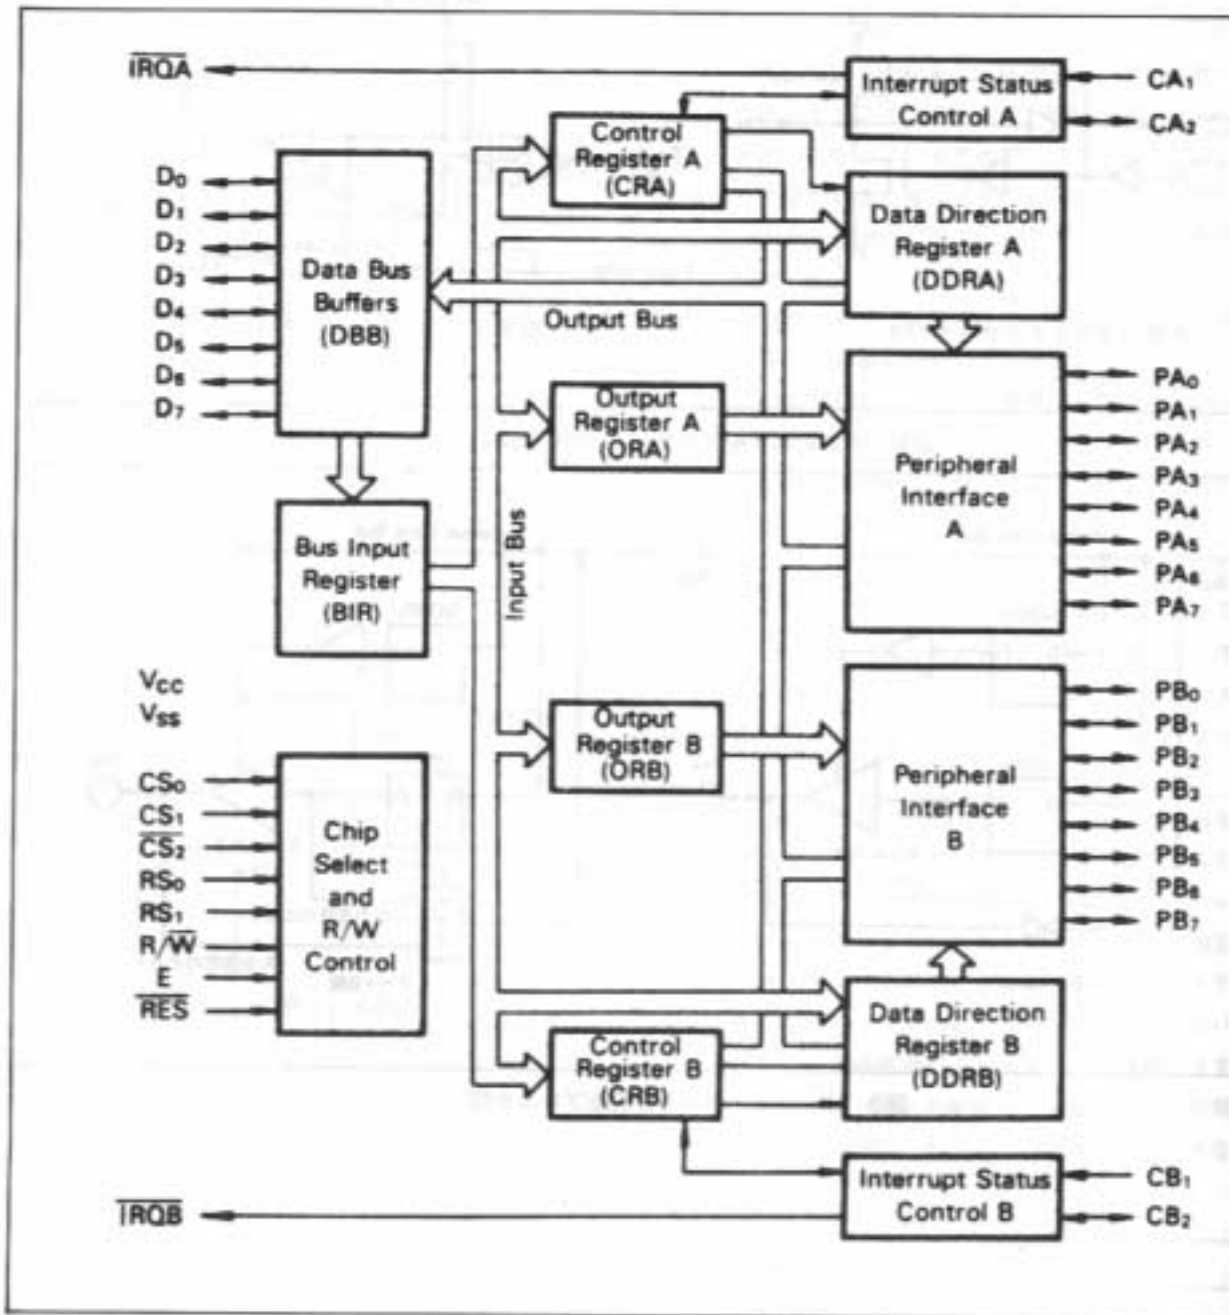 IRQA
Interrupt Status
Control A
CA1
CA2
Control
Register A
(CRA)
D0
D1
D2
D3
D4
D5
D6
D7
Data Bus
Buffers
(DBB)
Data Direction
Register A
(DDRA)
Output Bus
Output
Register A
(ORA)
Peripheral
Interface
A
PA0
PA1
PA2
PA3
PA4
PA5
PA6
PA7
Bus Input
Register
(BIR)
Input Bus
VCC
VSS
Output
Register B
(ORB)
Peripheral
Interface
B
PB0
PB1
PB2
PB3
PB4
PB5
PB6
PB7
CS0
CS1
CS2
RS0
RS1
R/W
E
RES
Chip
Select
and
R/W
Control
Data Direction
Register B
(DDRB)
Control
Register B
(CRB)
Interrupt Status
Control B
CB1
CB2
IRQB